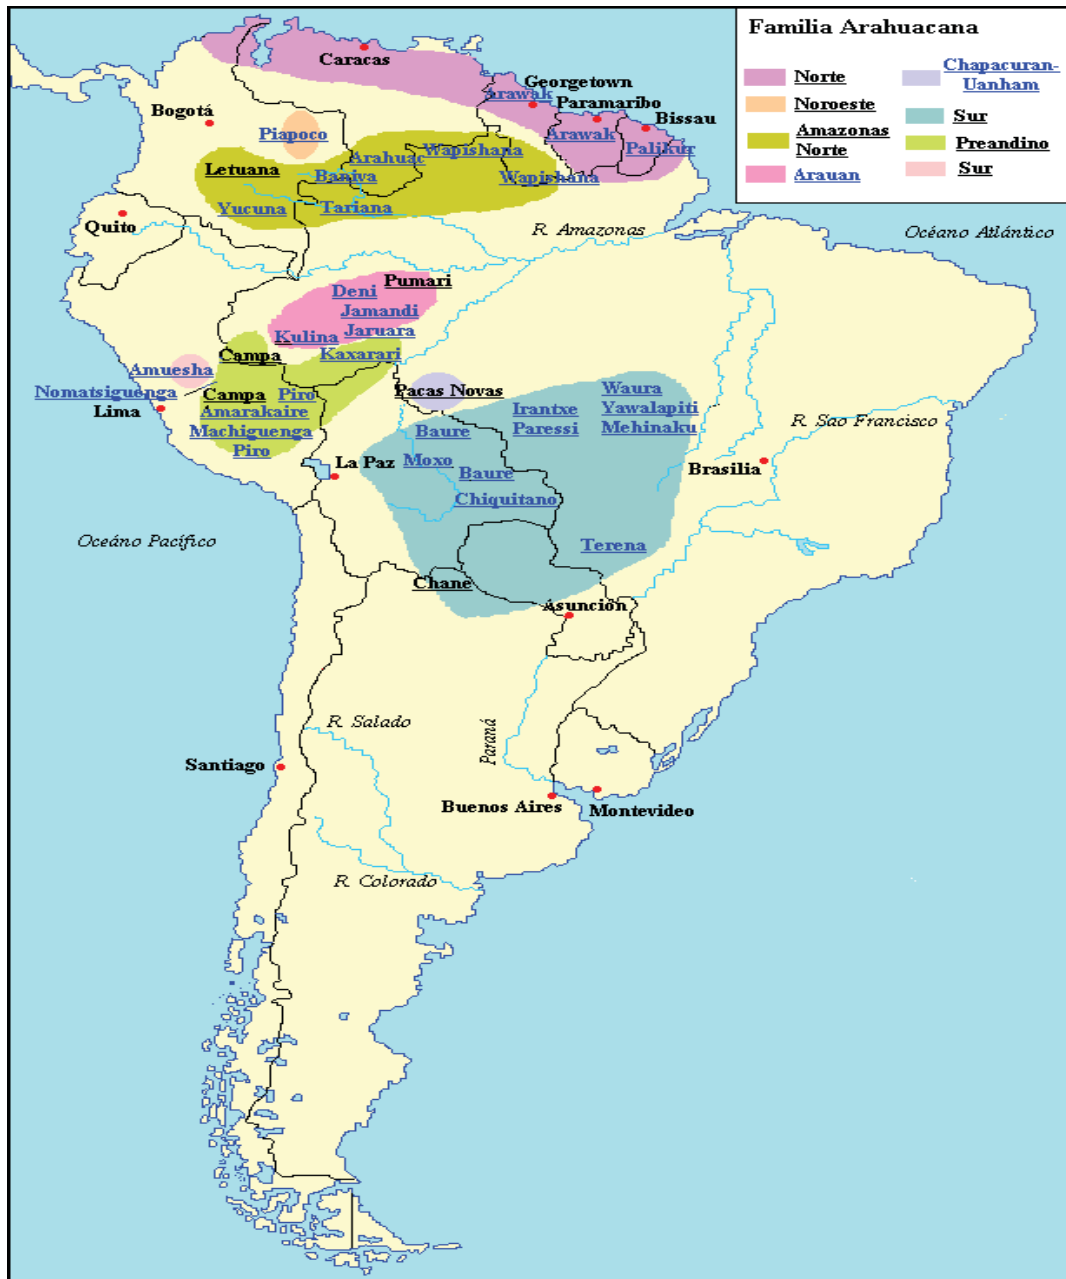 Familia Arahuacana
Norte
Noroeste
Amazonas
Norte
Arauan
Chapacuran-
Uanham
Sur
Preandino
Sur
Caracas
Georgetown
Arawak
Paramaribo
Bissau
Bogotá
Piapoco
Arawak
Palikur
Arahuac
Wapishana
Letuana
Baniva
Wapishana
Yucuna
Tariana
Quito
R. Amazonas
Océano Atlántico
Pumari
Deni
Jamandi
Jaruara
Kulina
Kaxarari
Campa
Amuesha
Nomatsiguenga
Lima
Campa
Piro
Amarakaire
Machiguenga
Piro
Pacas Novas
Waura
Irantxe
Yawalapiti
Paressi
Mehinaku
R. Sao Francisco
Baure
Moxo
La Paz
Baure
Brasilia
Chiquitano
Oceáno Pacífico
Terena
Chane
Asunción
R. Salado
Paraná
Santiago
Buenos Aires
Montevideo
R. Colorado